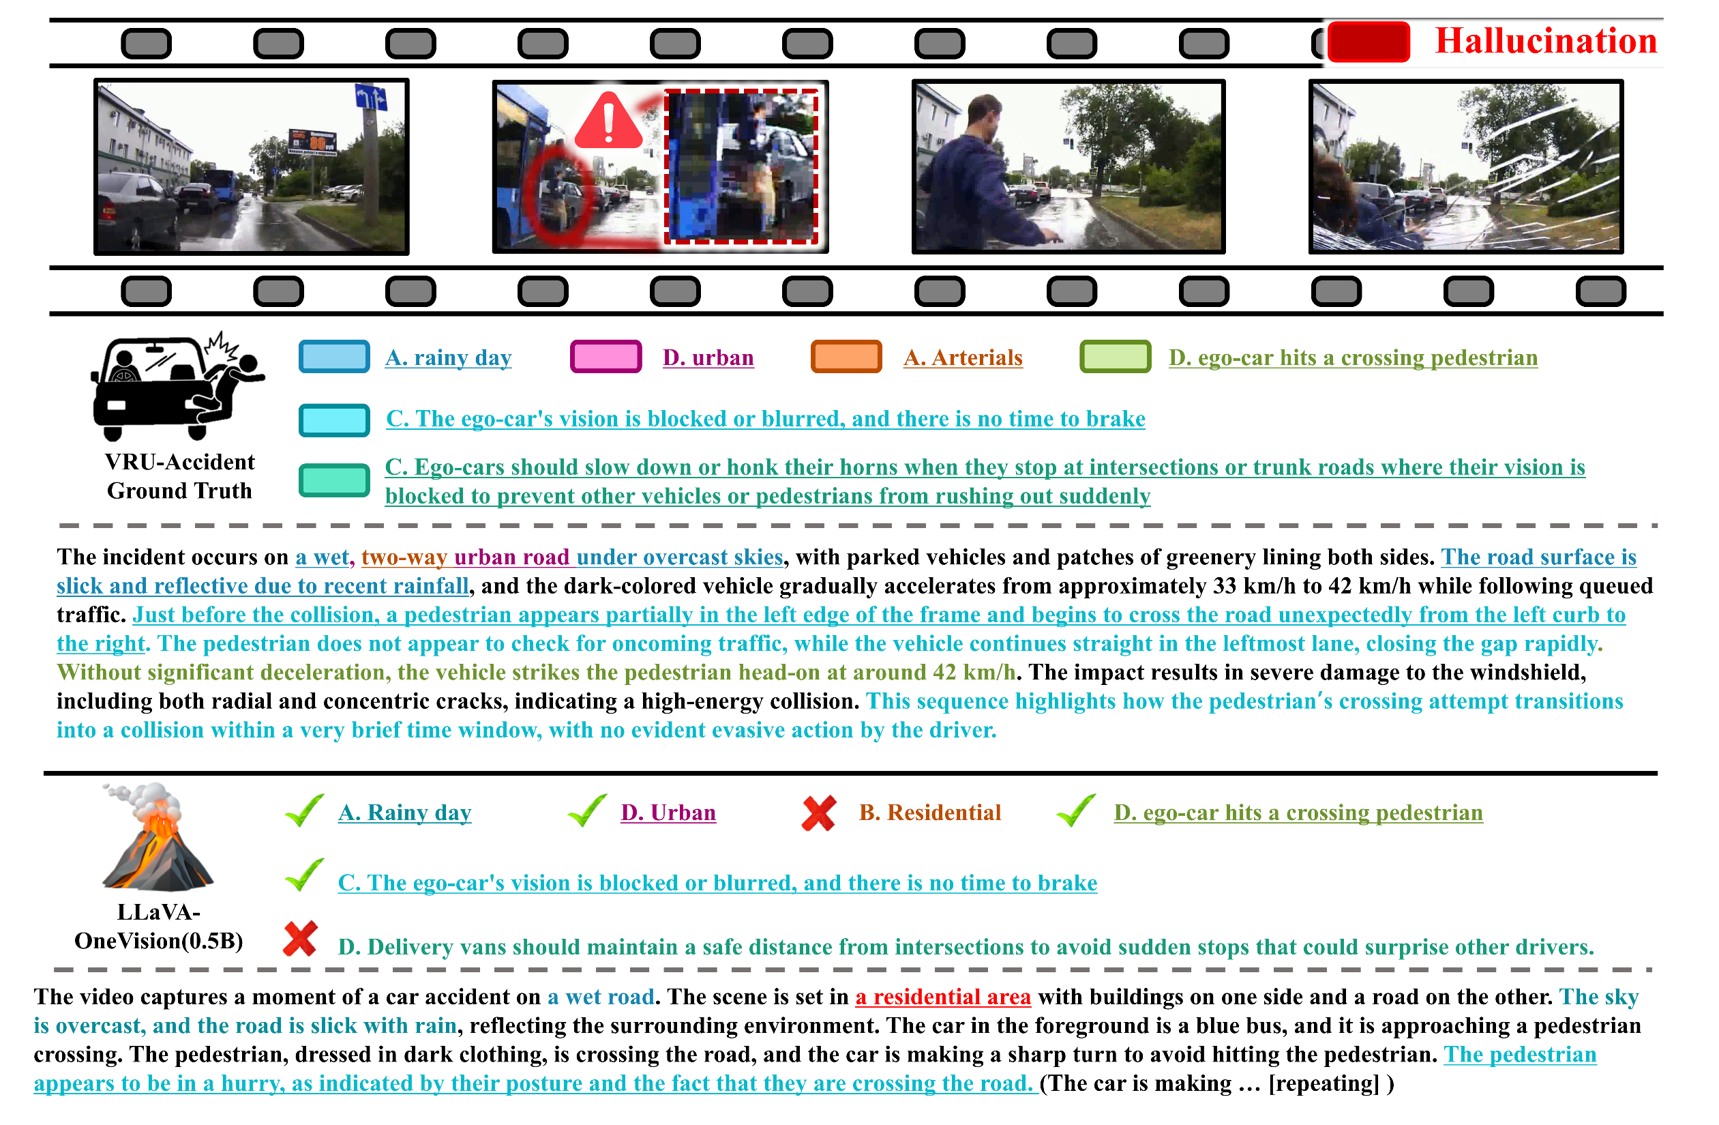 Hallucination
80
A. rainy day
D. urban
A. Arterials
D. ego-car hits a crossing pedestrian
C. The ego-car's vision is blocked or blurred, and there is no time to brake
VRU-Accident
Ground Truth
C. Ego-cars should slow down or honk their horns when they stop at intersections or trunk roads where their vision is
blocked to prevent other vehicles or pedestrians from rushing out suddenly
The incident occurs on a wet, two-way urban road under overcast skies, with parked vehicles and patches of greenery lining both sides. The road surface is
slick and reflective due to recent rainfall, and the dark-colored vehicle gradually accelerates from approximately 33 km/h to 42 km/h while following queued
traffic. Just before the collision, a pedestrian appears partially in the left edge of the frame and begins to cross the road unexpectedly from the left curb to
the right. The pedestrian does not appear to check for oncoming traffic, while the vehicle continues straight in the leftmost lane, closing the gap rapidly.
Without significant deceleration, the vehicle strikes the pedestrian head-on at around 42 km/h. The impact results in severe damage to the windshield,
including both radial and concentric cracks, indicating a high-energy collision. This sequence highlights how the pedestrian's crossing attempt transitions
into a collision within a very brief time window, with no evident evasive action by the driver.
A. Rainy day
D. Urban
B. Residential
D. ego-car hits a crossing pedestrian
C. The ego-car's vision is blocked or blurred, and there is no time to brake
LLaVA-
OneVision(0.5B)
D. Delivery vans should maintain a safe distance from intersections to avoid sudden stops that could surprise other drivers.
The video captures a moment of a car accident on a wet road. The scene is set in a residential area with buildings on one side and a road on the other. The sky
is overcast, and the road is slick with rain, reflecting the surrounding environment. The car in the foreground is a blue bus, and it is approaching a pedestrian
crossing. The pedestrian, dressed in dark clothing, is crossing the road, and the car is making a sharp turn to avoid hitting the pedestrian. The pedestrian
appears to be in a hurry, as indicated by their posture and the fact that they are crossing the road. (The car is making … [repeating] )